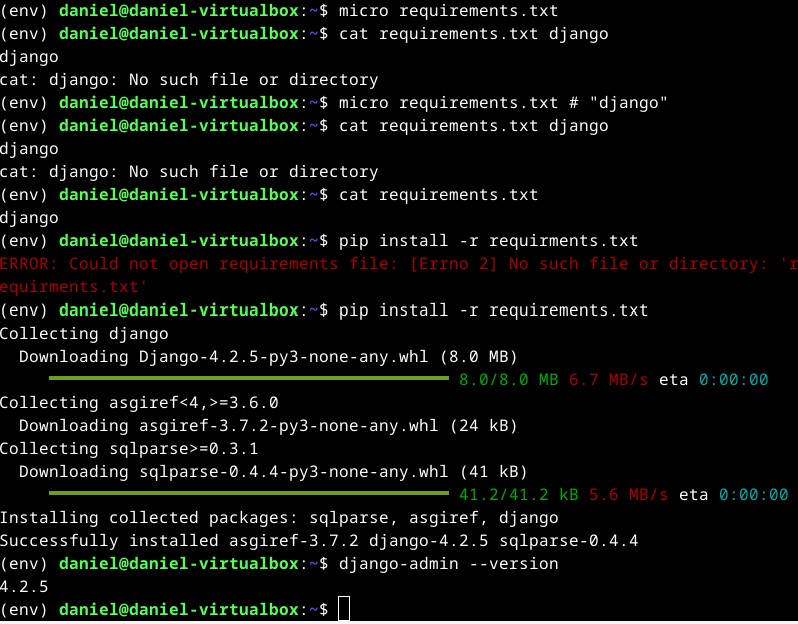 (env) daniel@daniel-virtualbox:~$ micro requirements.txt
(env) daniel@daniel-virtualbox:~$ cat requirements.txt django
django
cat: django: No such file or directory
(env) daniel@daniel-virtualbox:~$ micro requirements.txt # "django"
(env) daniel@daniel-virtualbox:~$ cat requirements.txt django
django
cat: django: No such file or directory
(env) daniel@daniel-virtualbox:~$ cat requirements.txt
django
(env) daniel@daniel-virtualbox:~$ pip install -r requirments.txt
ERROR: Could not open requirements file: [Errno 2] No such file or directory: 'r
equirments.txt'
(env) daniel@daniel-virtualbox:~$ pip install -r requirements.txt
Collecting django
  Downloading Django-4.2.5-py3-none-any.whl (8.0 MB)
8.0/8.0 MB 6.7 MB/s eta 0:00:00
Collecting asgiref<4,>=3.6.0
  Downloading asgiref-3.7.2-py3-none-any.whl (24 kB)
Collecting sqlparse>=0.3.1
  Downloading sqlparse-0.4.4-py3-none-any.whl (41 kB)
41.2/41.2 kB 5.6 MB/s eta 0:00:00
Installing collected packages: sqlparse, asgiref, django
Successfully installed asgiref-3.7.2 django-4.2.5 sqlparse-0.4.4
(env) daniel@daniel-virtualbox:~$ django-admin --version
4.2.5
(env) daniel@daniel-virtualbox:~$